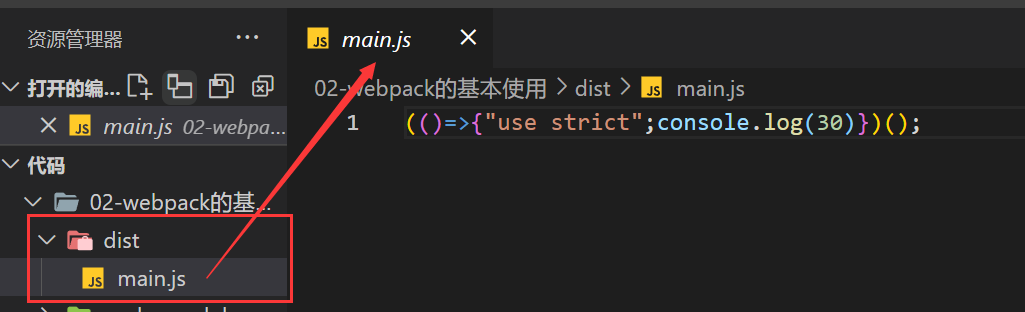 资源管理器 ···
打开的编...
JS main.js 02-webpa...
代码
02-webpack的基...
dist
JS main.js
JS main.js
02-webpack的基本使用 > dist > JS main.js
1 (()=>{"use strict";console.log(30)})();